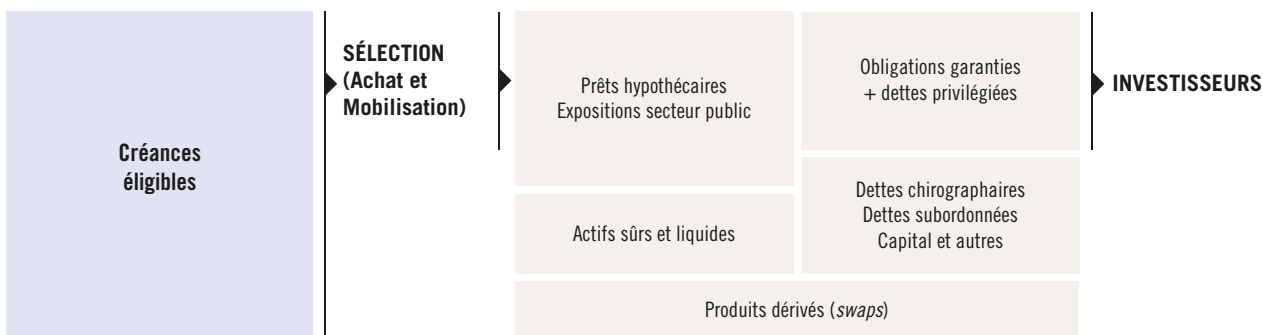 Créances
éligibles
SÉLECTION
(Achat et
Mobilisation)
Prêts hypothécaires
Expositions secteur public
Actifs sûrs et liquides
Obligations garanties
+ dettes privilégiées
Dettes chirographaires
Dettes subordonnées
Capital et autres
Produits dérivés (swaps)
INVESTISSEURS